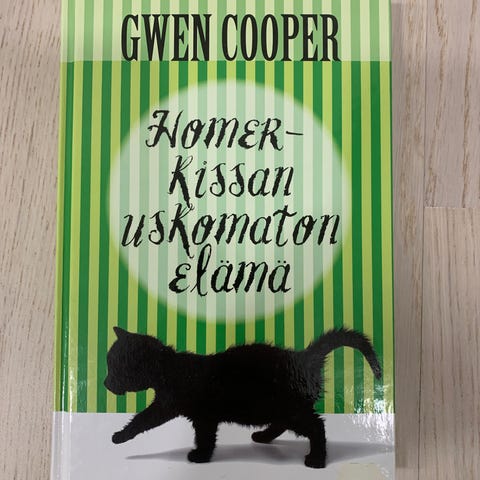 GWEN COOPER
Homer-
kissan
uskomaton
elämä